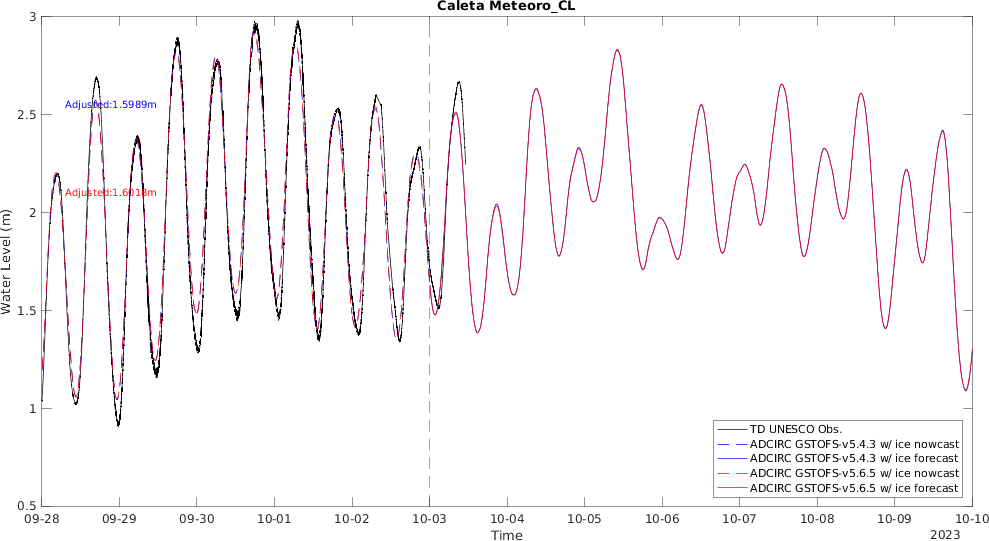 Caleta Meteoro_CL
3
2.5
2
1.5
1
0.5
Water Level (m)
Adjusted:1.5989m
Adjusted:1.6018m
TD UNESCO Obs.
ADCIRC GSTOFS-v5.4.3 w/ ice nowcast
ADCIRC GSTOFS-v5.4.3 w/ ice forecast
ADCIRC GSTOFS-v5.6.5 w/ ice nowcast
ADCIRC GSTOFS-v5.6.5 w/ ice forecast
09-28 09-29 09-30 10-01 10-02 10-03 10-04 10-05 10-06 10-07 10-08 10-09 10-10
Time
2023